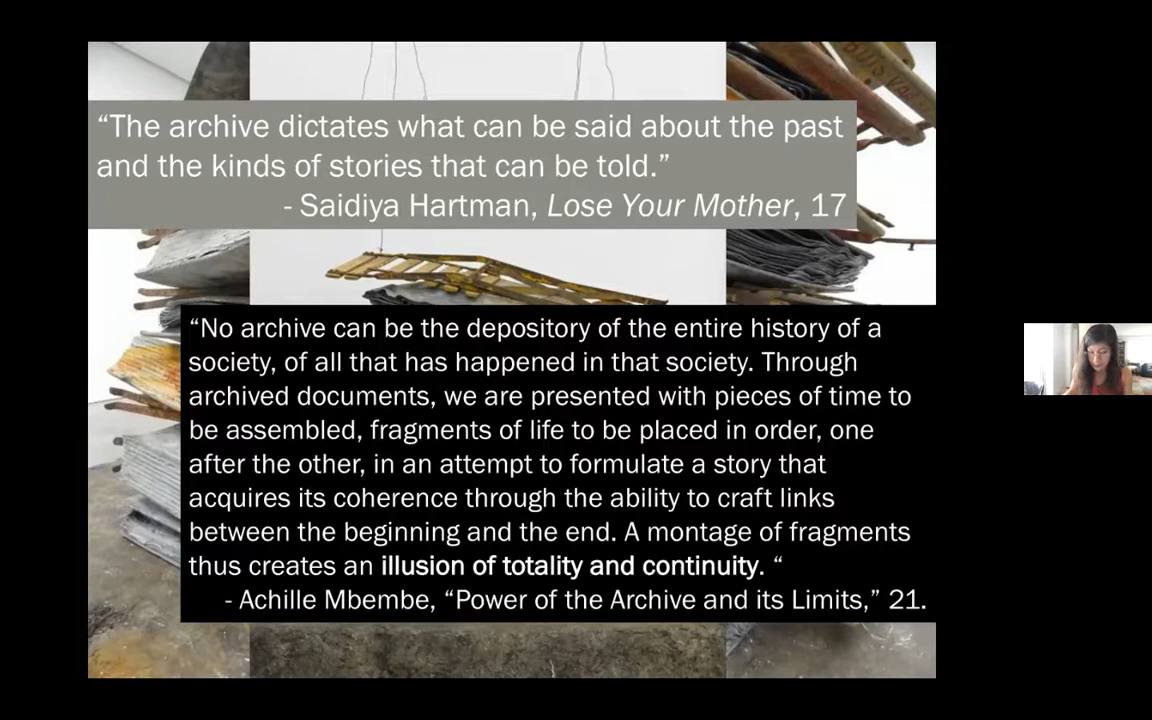 “The archive dictates what can be said about the past
and the kinds of stories that can be told.”
- Saidiya Hartman, Lose Your Mother, 17
“No archive can be the depository of the entire history of a
society, of all that has happened in that society. Through
archived documents, we are presented with pieces of time to
be assembled, fragments of life to be placed in order, one
after the other, in an attempt to formulate a story that
acquires its coherence through the ability to craft links
between the beginning and the end. A montage of fragments
thus creates an illusion of totality and continuity. “
- Achille Mbembe, “Power of the Archive and its Limits,” 21.